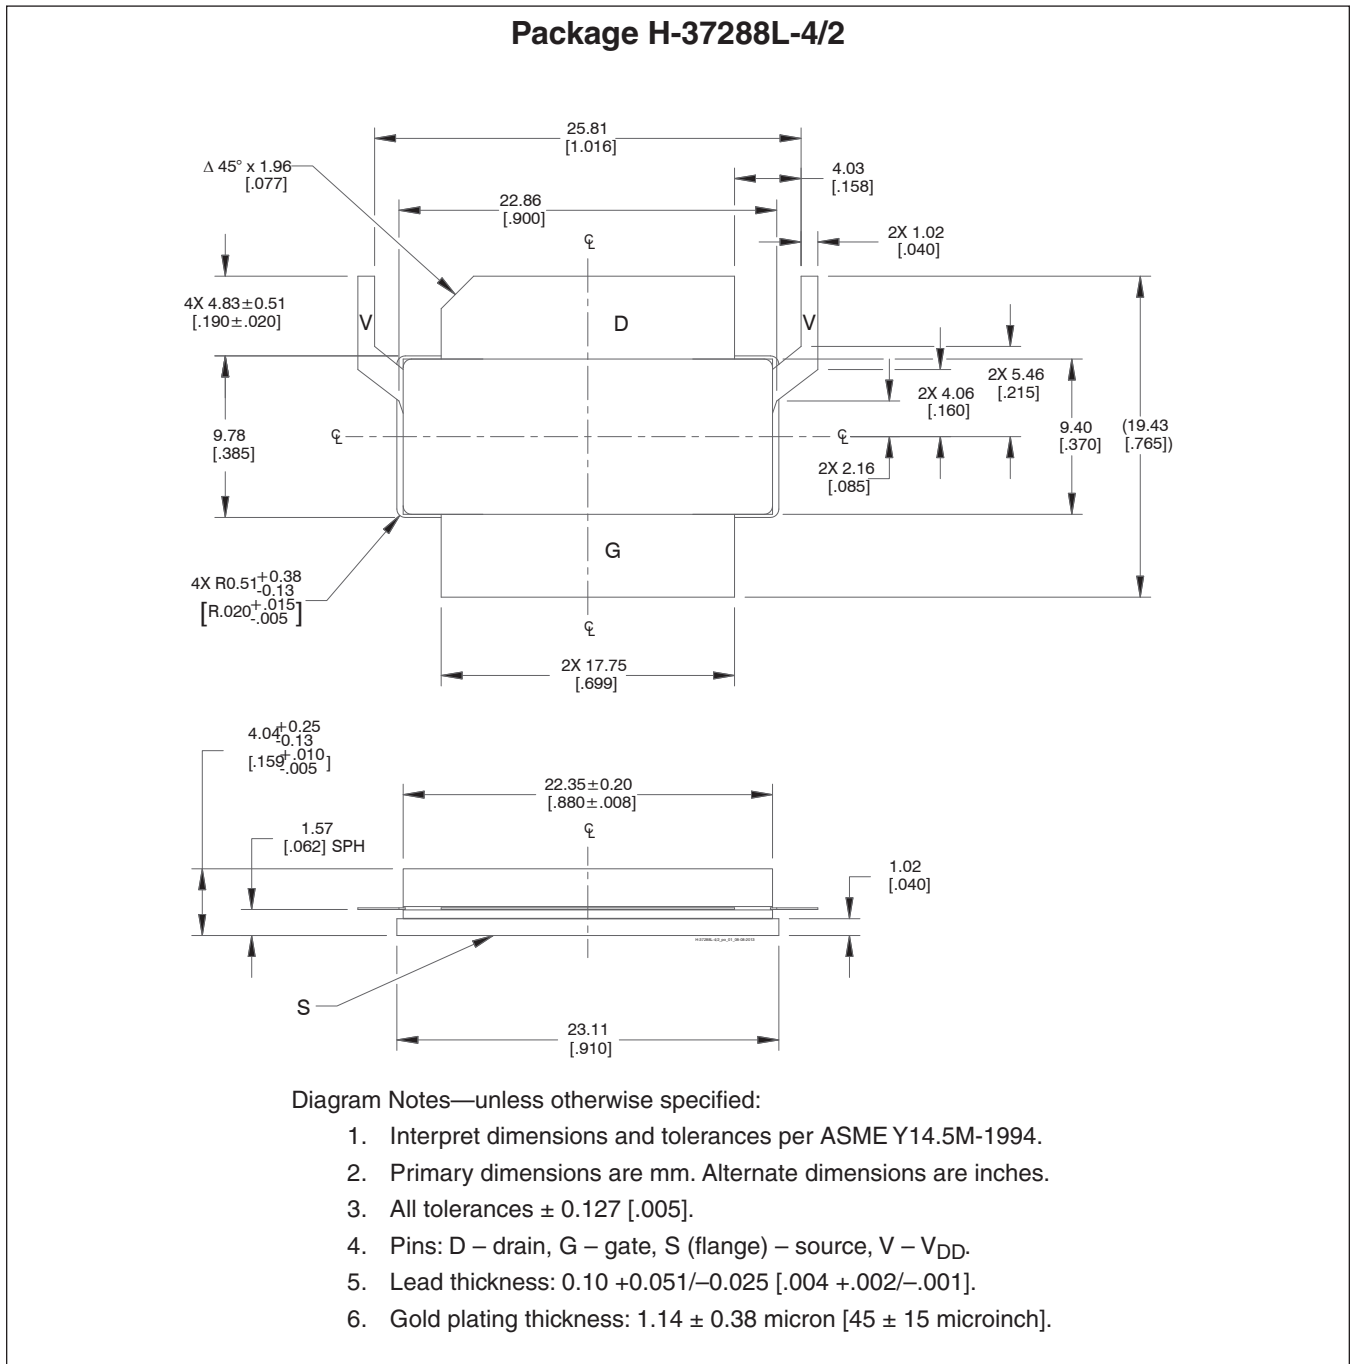 Package H-37288L-4/2
25.81
[1.016]
∆ 45° x 1.96
[.077]
4.03
[.158]
22.86
[.900]
2X 1.02
[.040]
℄
4X 4.83±0.51
[.190±.020]
V
D
V
2X 5.46
[.215]
2X 4.06
[.160]
9.78
[.385]
℄
℄
9.40
[.370]
(19.43
[.765])
2X 2.16
[.085]
G
4X R0.51+0.38
-0.13
[R.020+.015
-.005]
℄
2X 17.75
[.699]
4.04+0.25
-0.13
[.159+.010
-.005]
22.35±0.20
[.880±.008]
℄
1.57
[.062] SPH
1.02
[.040]
S
23.11
[.910]
Diagram Notes—unless otherwise specified:
1. Interpret dimensions and tolerances per ASME Y14.5M-1994.
2. Primary dimensions are mm. Alternate dimensions are inches.
3. All tolerances ± 0.127 [.005].
4. Pins: D – drain, G – gate, S (flange) – source, V – VDD.
5. Lead thickness: 0.10 +0.051/–0.025 [.004 +.002/–.001].
6. Gold plating thickness: 1.14 ± 0.38 micron [45 ± 15 microinch].